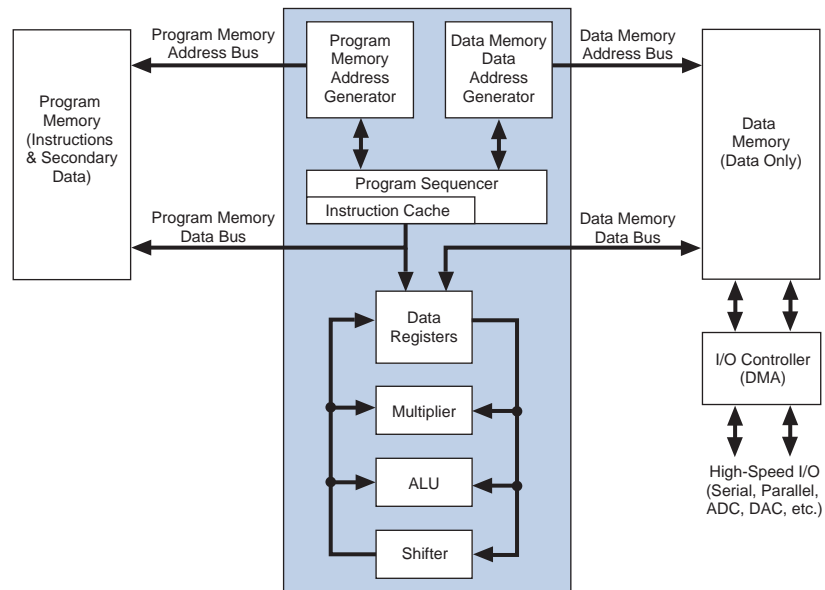 Program Memory
Address Bus
Program
Memory
Address
Generator
Data Memory
Data
Address
Generator
Data Memory
Address Bus
Program
Memory
(Instructions
& Secondary
Data)
Data
Memory
(Data Only)
Program Sequencer
Instruction Cache
Program Memory
Data Bus
Data Memory
Data Bus
Data
Registers
I/O Controller
(DMA)
Multiplier
ALU
High-Speed I/O
(Serial, Parallel,
ADC, DAC, etc.)
Shifter